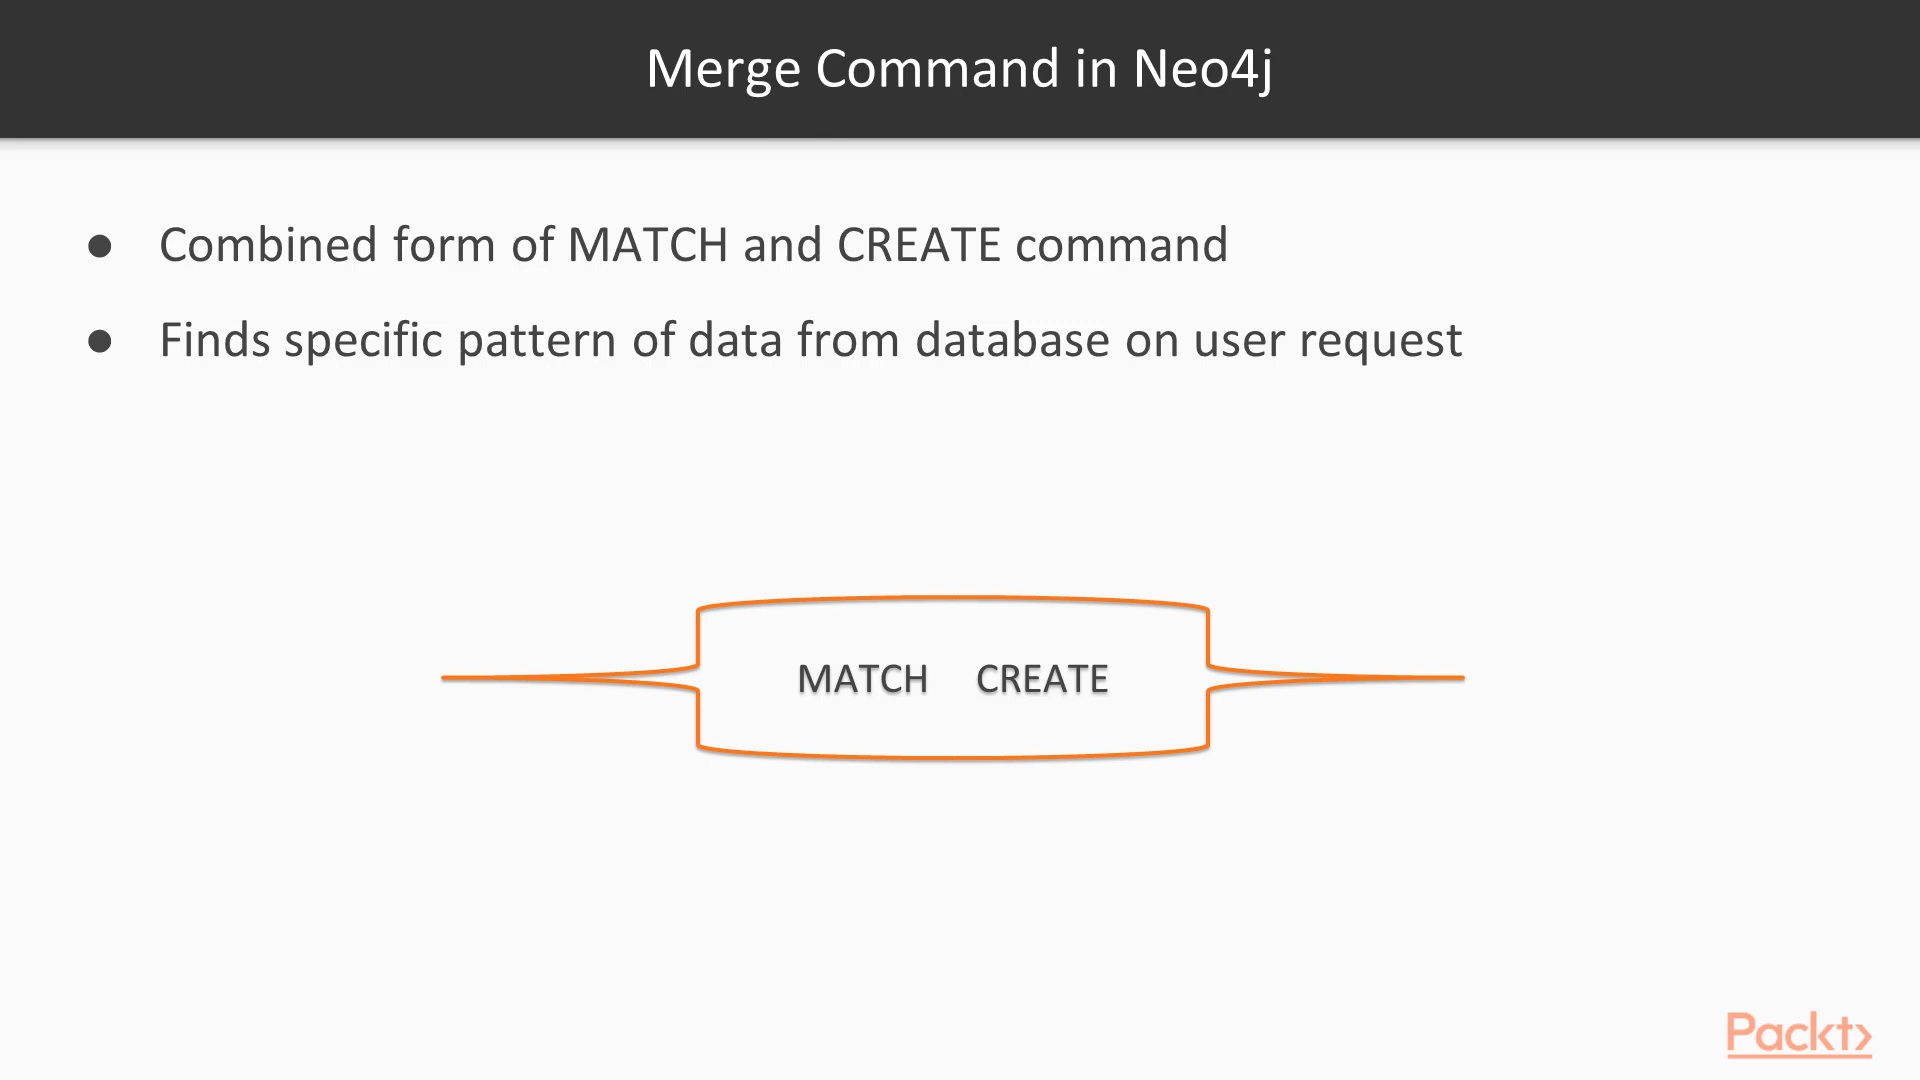 Merge Command in Neo4j
● Combined form of MATCH and CREATE command
● Finds specific pattern of data from database on user request
MATCH CREATE
Packt>